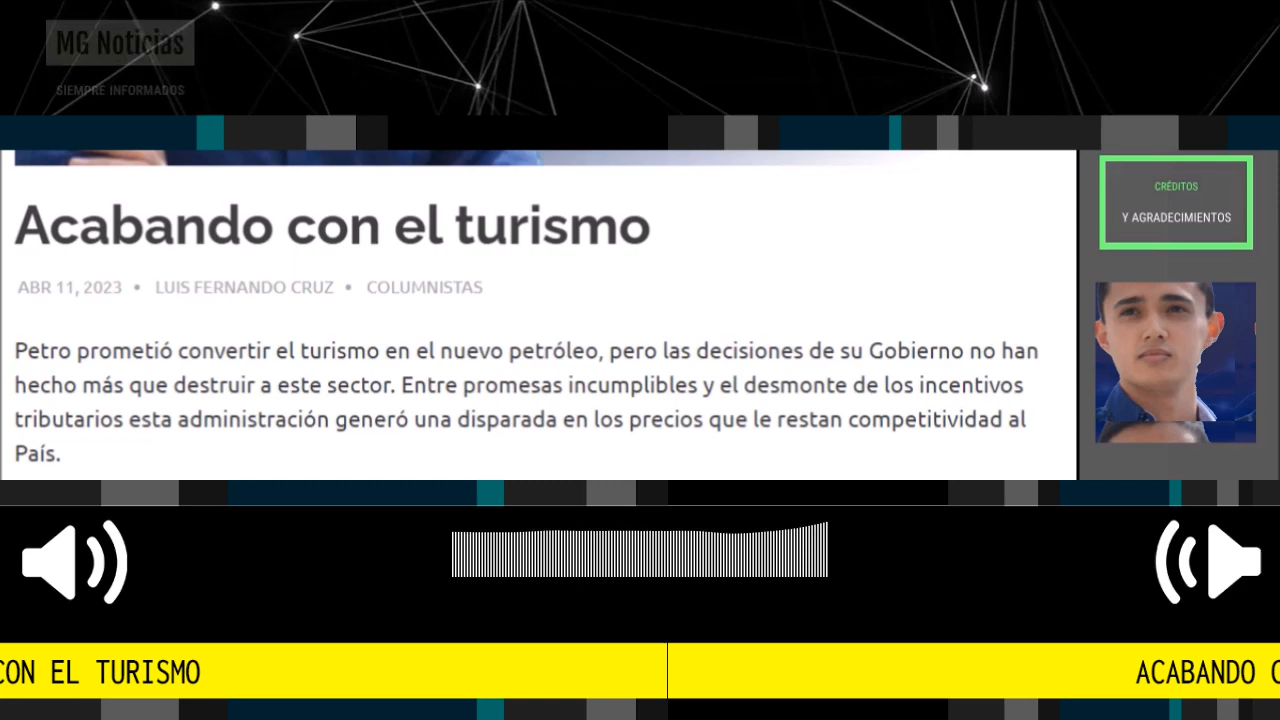 MG Noticias
SIEMPRE INFORMADOS
Acabando con el turismo
ABR 11, 2023 • LUIS FERNANDO CRUZ • COLUMNISTAS
Petro prometió convertir el turismo en el nuevo petróleo, pero las decisiones de su Gobierno no han
hecho más que destruir a este sector. Entre promesas incumplibles y el desmonte de los incentivos
tributarios esta administración generó una disparada en los precios que le restan competitividad al
País.
CRÉDITOS
Y AGRADECIMIENTOS
CON EL TURISMO
ACABANDO C